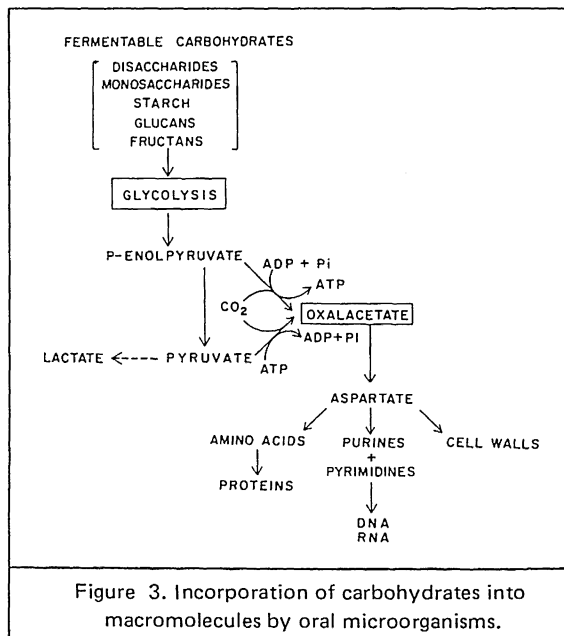 FERMENTABLE CARBOHYDRATES
DISACCHARIDES
MONOSACCHARIDES
STARCH
GLUCANS
FRUCTANS
GLYCOLYSIS
P-ENOLPYRUVATE
ADP + Pi
ATP
CO2
OXALACETATE
ADP+PI
LACTATE
PYRUVATE
ATP
ASPARTATE
AMINO ACIDS
PURINES
CELL WALLS
+
PYRIMIDINES
PROTEINS
DNA
RNA
Figure 3. Incorporation of carbohydrates into
macromolecules by oral microorganisms.